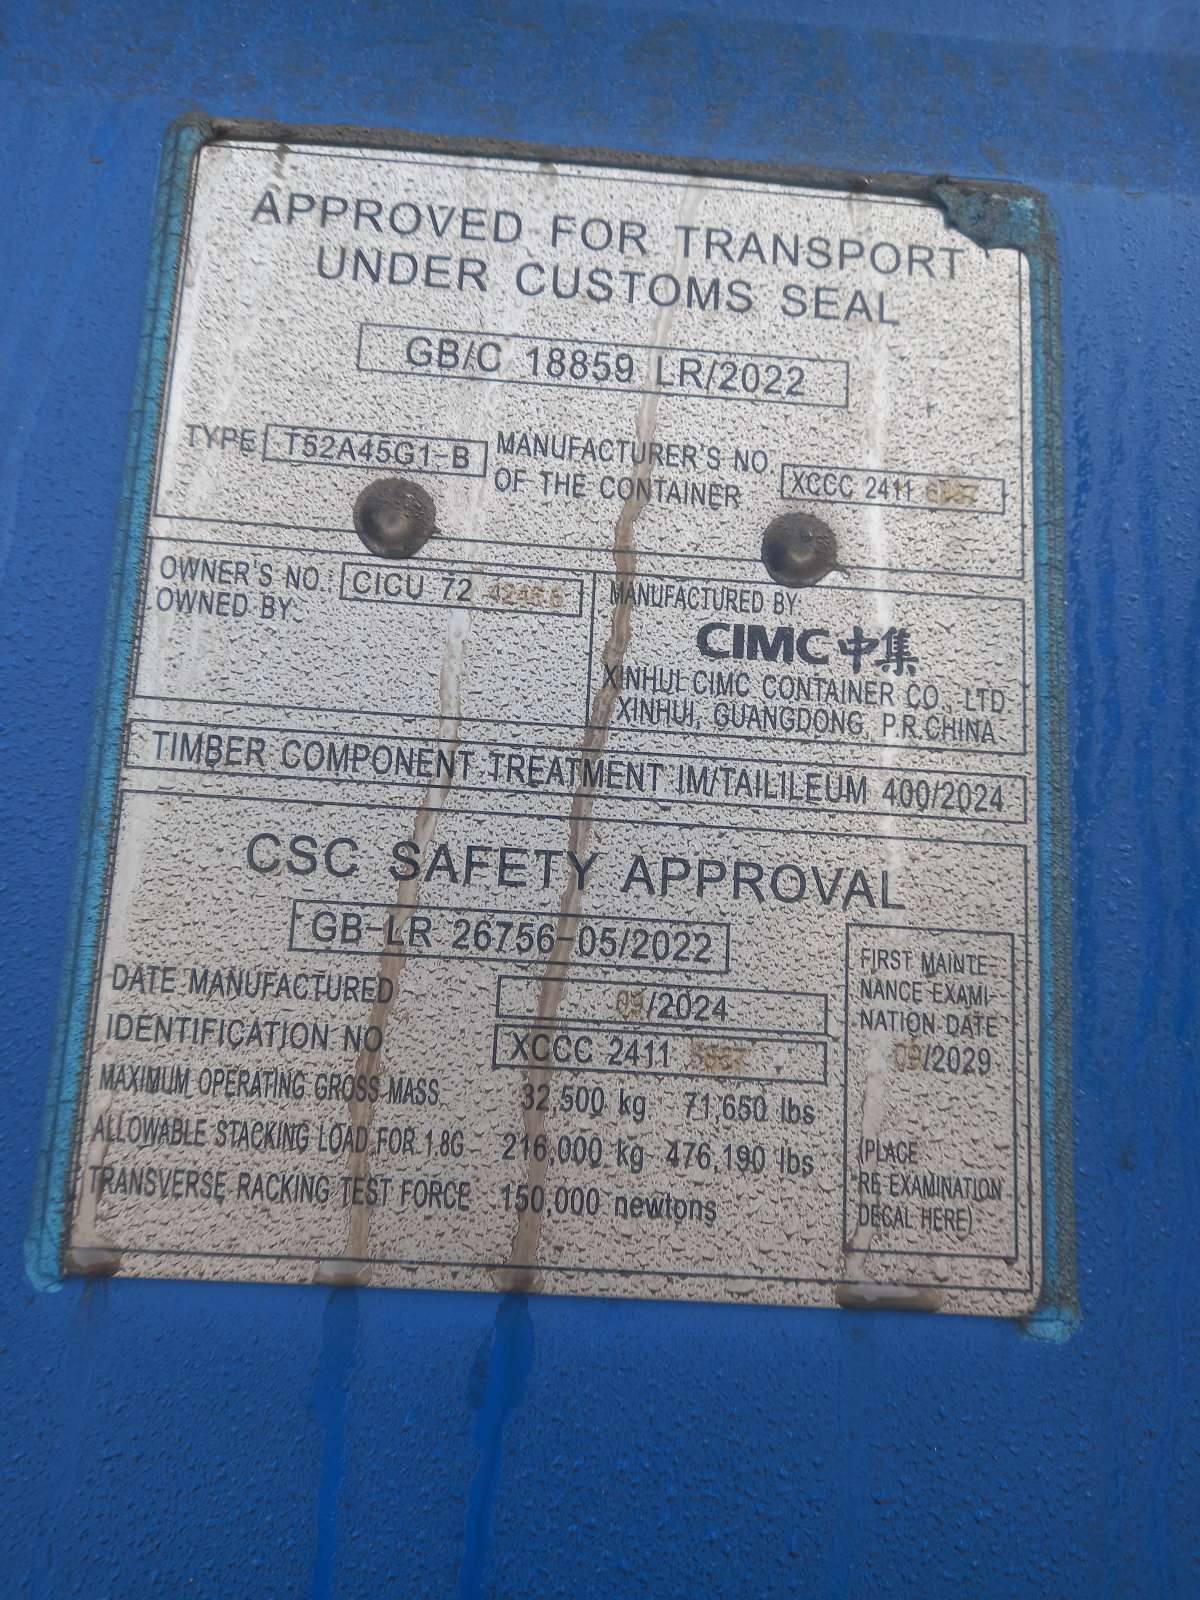 APPROVED FOR TRANSPORT
UNDER CUSTOMS SEAL
GB/C 18859 LR/2022
TYPE T52A45G1-B
MANUFACTURER'S NO.
OF THE CONTAINER XCCC 2411
OWNER'S NO.: CICU 72
OWNED BY:
MANUFACTURED BY:
CIMC中集
XINHUI CIMC CONTAINER CO., LTD
XINHUI, GUANGDONG, P.R.CHINA
TIMBER COMPONENT TREATMENT IM/TAILILEUM 400/2024
CSC SAFETY APPROVAL
GB-LR 26756-05/2022
DATE MANUFACTURED 09/2024
IDENTIFICATION NO XCCC 2411
MAXIMUM OPERATING GROSS MASS 32,500 kg 71,650 lbs
ALLOWABLE STACKING LOAD FOR 1.8G 216,000 kg 476,190 lbs
TRANSVERSE RACKING TEST FORCE 150,000 newtons
FIRST MAINTE-
NANCE EXAMI-
NATION DATE
09/2029
(PLACE
RE EXAMINATION
DECAL HERE)